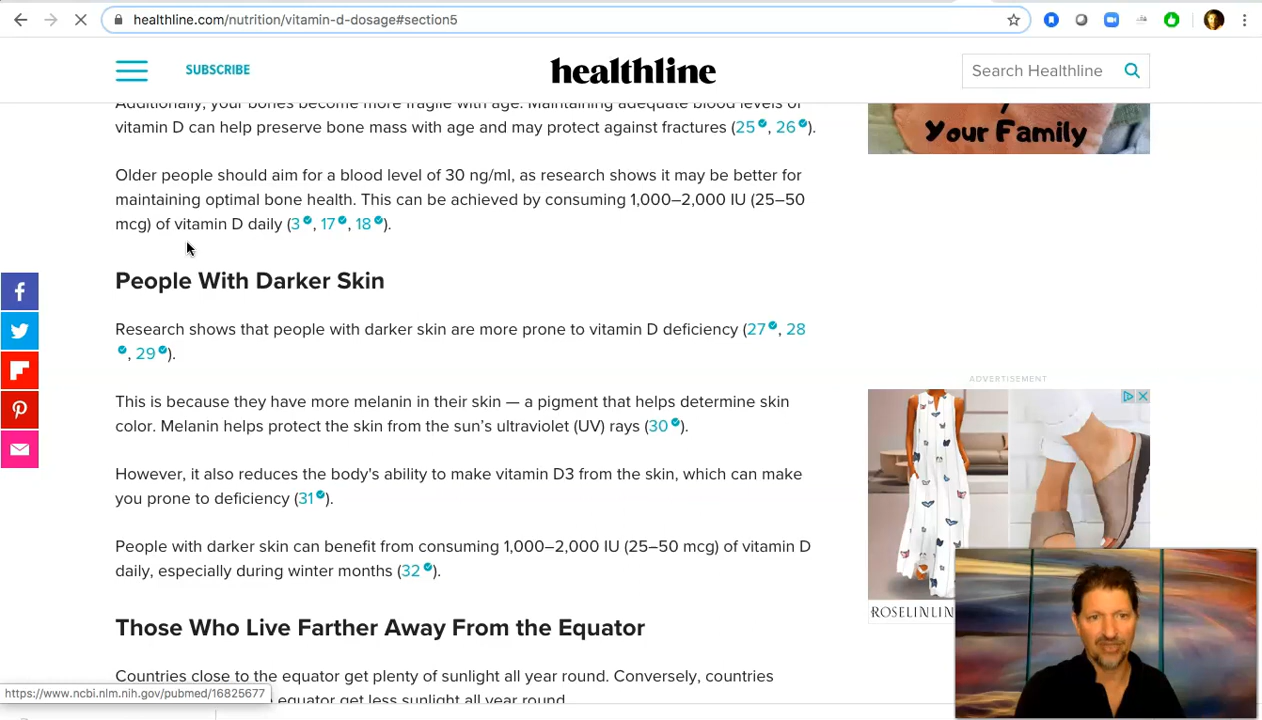 healthline.com/nutrition/vitamin-d-dosage#section5
SUBSCRIBE
healthline
Search Healthline
Additionally, your bones become more fragile with age. Maintaining adequate blood levels of
vitamin D can help preserve bone mass with age and may protect against fractures (25, 26).
Your Family
Older people should aim for a blood level of 30 ng/ml, as research shows it may be better for
maintaining optimal bone health. This can be achieved by consuming 1,000–2,000 IU (25–50
mcg) of vitamin D daily (3, 17, 18).
People With Darker Skin
Research shows that people with darker skin are more prone to vitamin D deficiency (27, 28
, 29).
ADVERTISEMENT
This is because they have more melanin in their skin — a pigment that helps determine skin
color. Melanin helps protect the skin from the sun's ultraviolet (UV) rays (30).
However, it also reduces the body's ability to make vitamin D3 from the skin, which can make
you prone to deficiency (31).
People with darker skin can benefit from consuming 1,000–2,000 IU (25–50 mcg) of vitamin D
daily, especially during winter months (32).
ROSELINLIN
Those Who Live Farther Away From the Equator
Countries close to the equator get plenty of sunlight all year round. Conversely, countries
equator get less sunlight all year round.
https://www.ncbi.nlm.nih.gov/pubmed/16825677